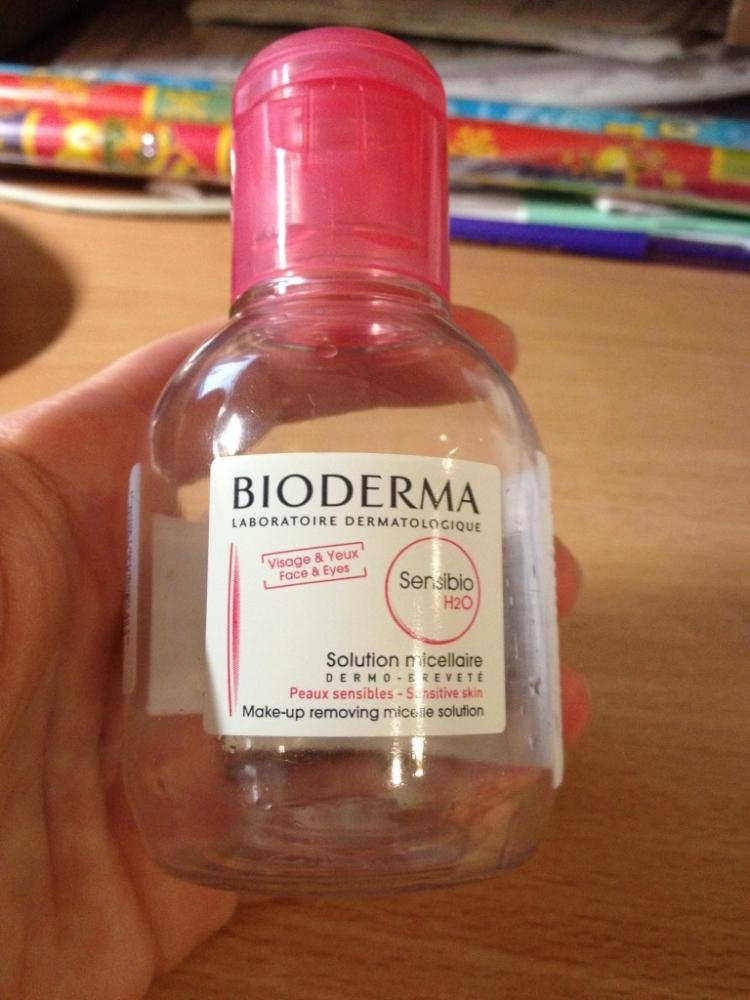 BIODERMA
LABORATOIRE DERMATOLOGIQUE
Visage & Yeux
Face & Eyes
Sensibio
H2O
Solution micellaire
DERMO-BREVETÉ
Peaux sensibles - Sensitive skin
Make-up removing micelle solution